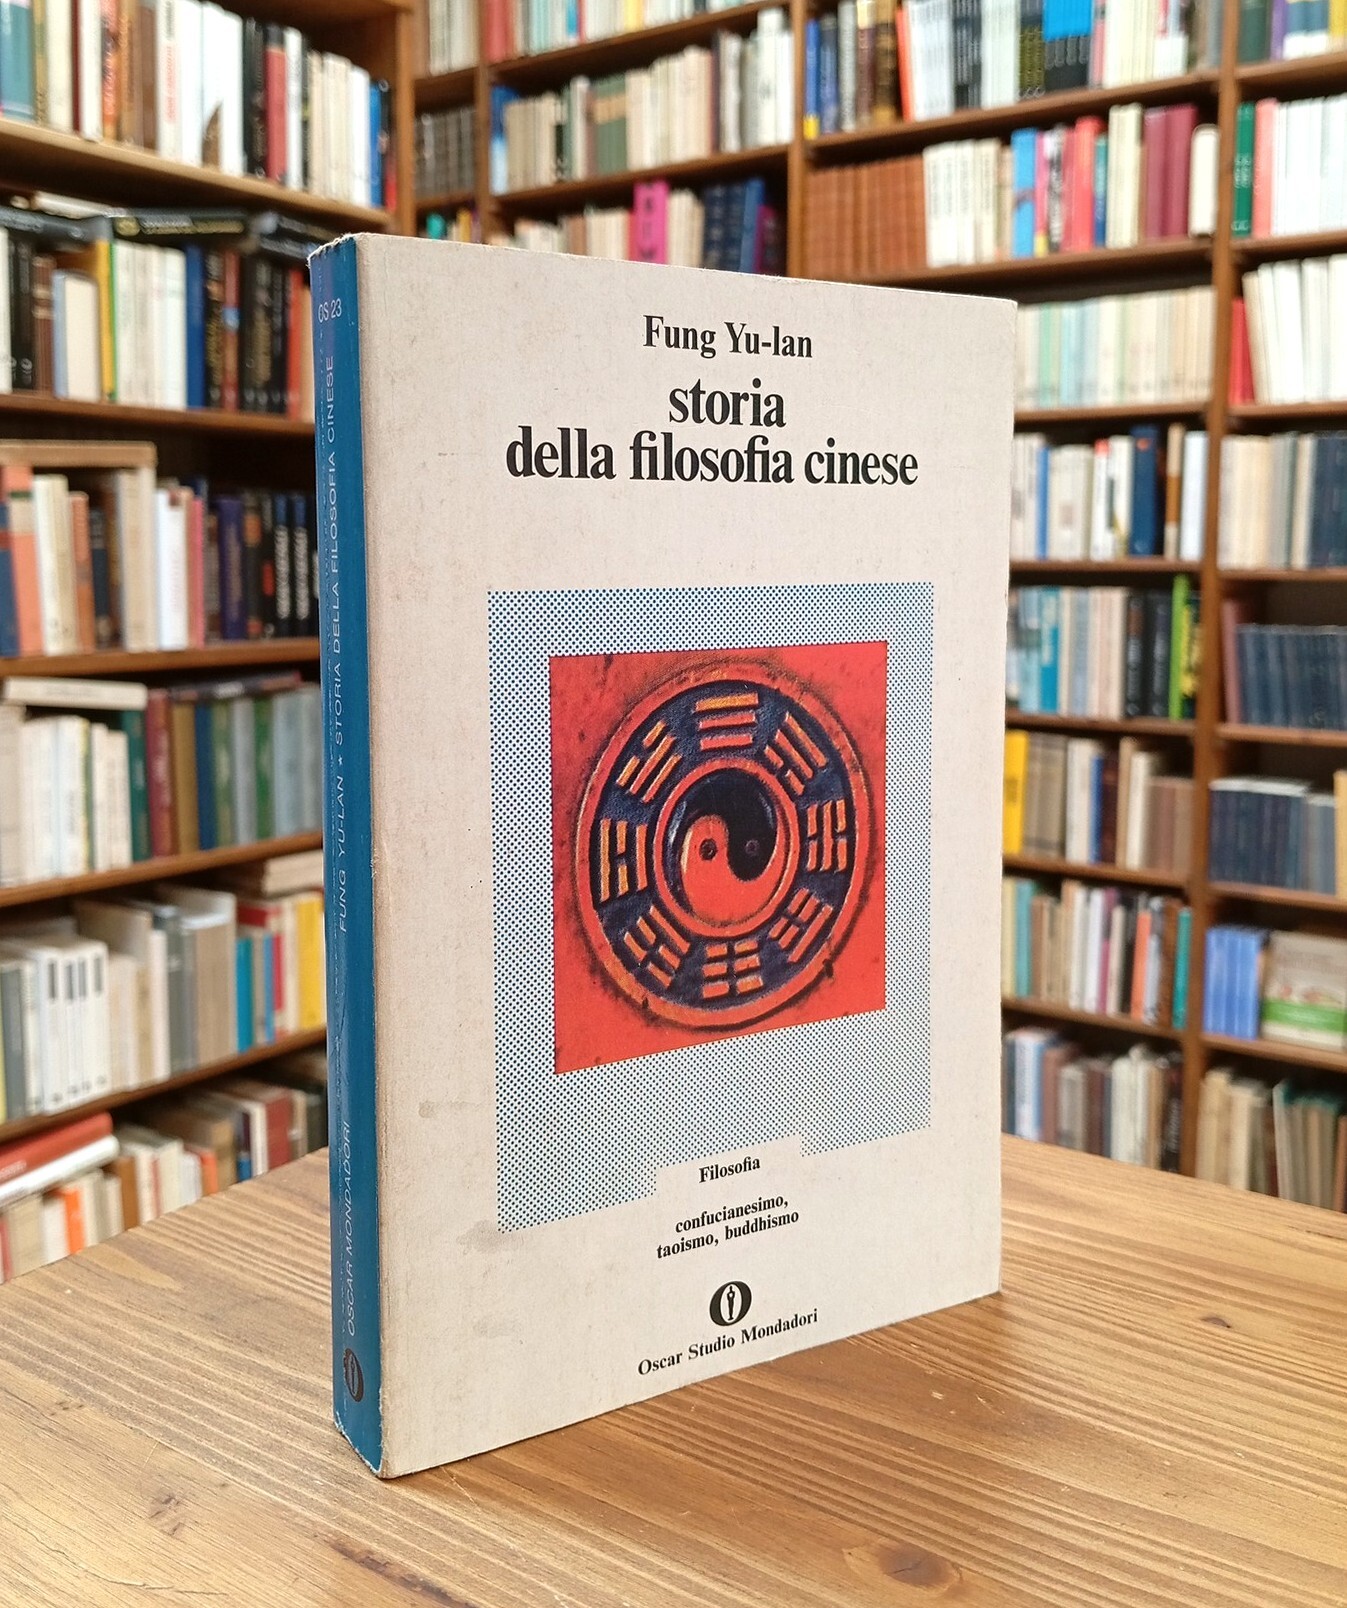 Fung Yu-lan
storia
della filosofia cinese
Filosofia
confucianesimo,
taoismo, buddhismo
Oscar Studio Mondadori
OS 23
FUNG YU-LAN * STORIA DELLA FILOSOFIA CINESE
OSCAR MONDADORI